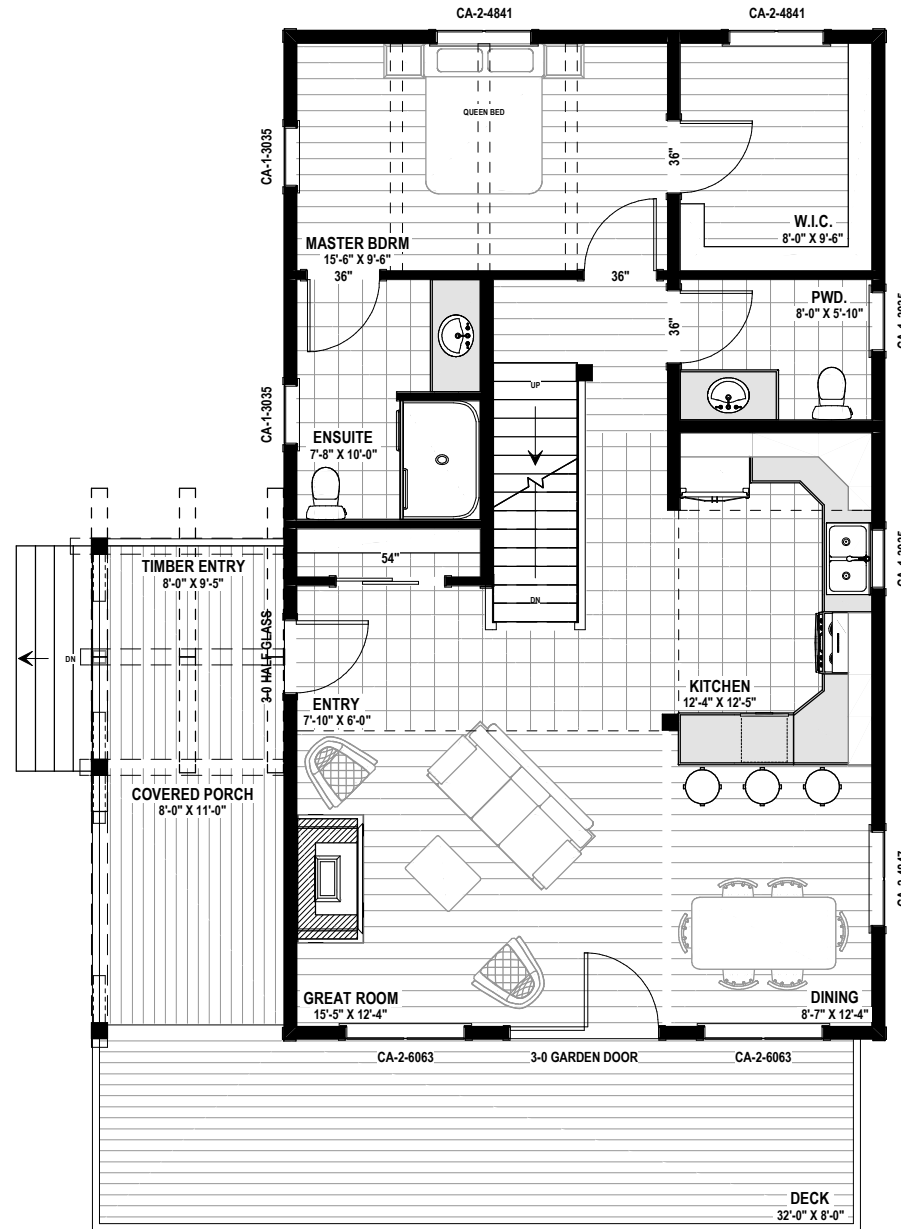 CA-2-4841
CA-2-4841
CA-1-3035
QUEEN BED
36"
W.I.C.
8'-0" X 9'-6"
MASTER BDRM
15'-6" X 9'-6"
36"
36"
PWD.
8'-0" X 5'-10"
36"
UP
CA-1-3035
ENSUITE
7'-8" X 10'-0"
54"
TIMBER ENTRY
8'-0" X 9'-5"
DN
3-0 HALF GLASS
DN
KITCHEN
12'-4" X 12'-5"
ENTRY
7'-10" X 6'-0"
COVERED PORCH
8'-0" X 11'-0"
GREAT ROOM
15'-5" X 12'-4"
DINING
8'-7" X 12'-4"
CA-2-6063
3-0 GARDEN DOOR
CA-2-6063
DECK
32'-0" X 8'-0"